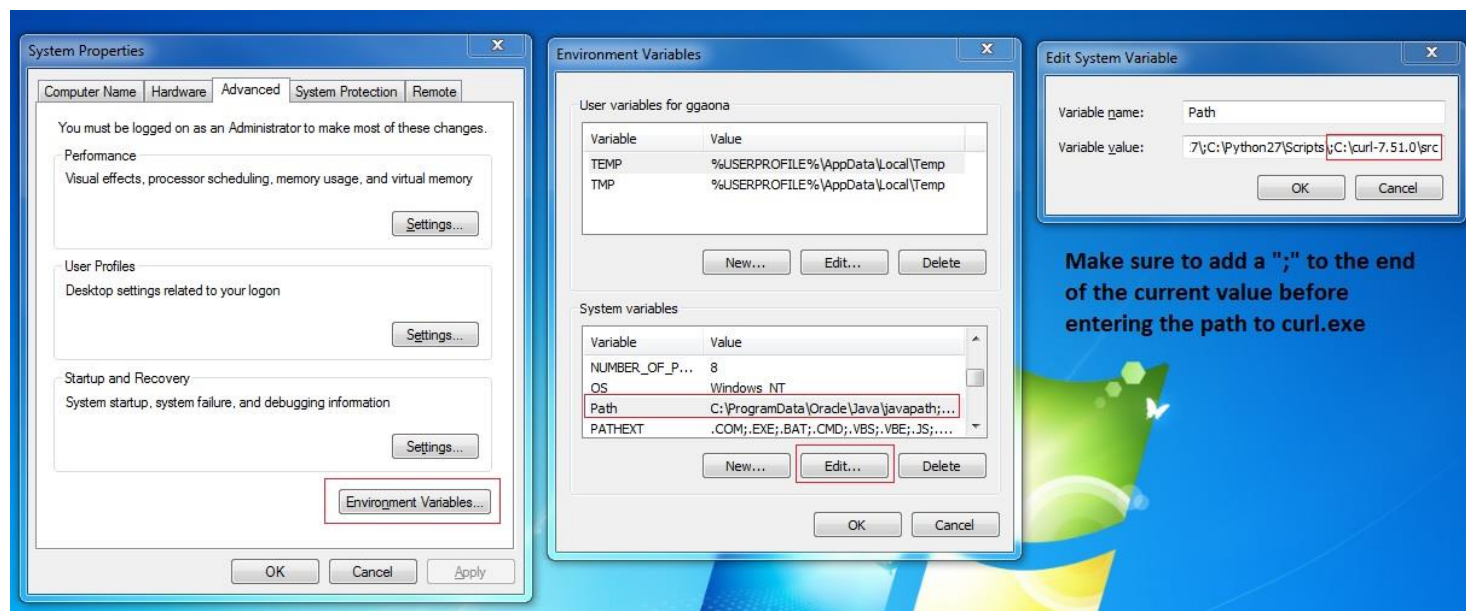 System Properties
Computer Name Hardware Advanced System Protection Remote
You must be logged on as an Administrator to make most of these changes.
Performance
Visual effects, processor scheduling, memory usage, and virtual memory
Settings...
User Profiles
Desktop settings related to your logon
Settings...
Startup and Recovery
System startup, system failure, and debugging information
Settings...
Environment Variables...
OK Cancel Apply
Environment Variables
User variables for ggaona
Variable Value
TEMP %USERPROFILE%\AppData\Local\Temp
TMP %USERPROFILE%\AppData\Local\Temp
New... Edit... Delete
System variables
Variable Value
NUMBER_OF_P... 8
OS Windows_NT
Path C:\ProgramData\Oracle\Java\javapath;...
PATHEXT .COM;.EXE;.BAT;.CMD;.VBS;.VBE;.JS;....
New... Edit... Delete
OK Cancel
Edit System Variable
Variable name: Path
Variable value: 7\;C:\Python27\Scripts\;C:\curl-7.51.0\src
OK Cancel
Make sure to add a ";" to the end
of the current value before
entering the path to curl.exe